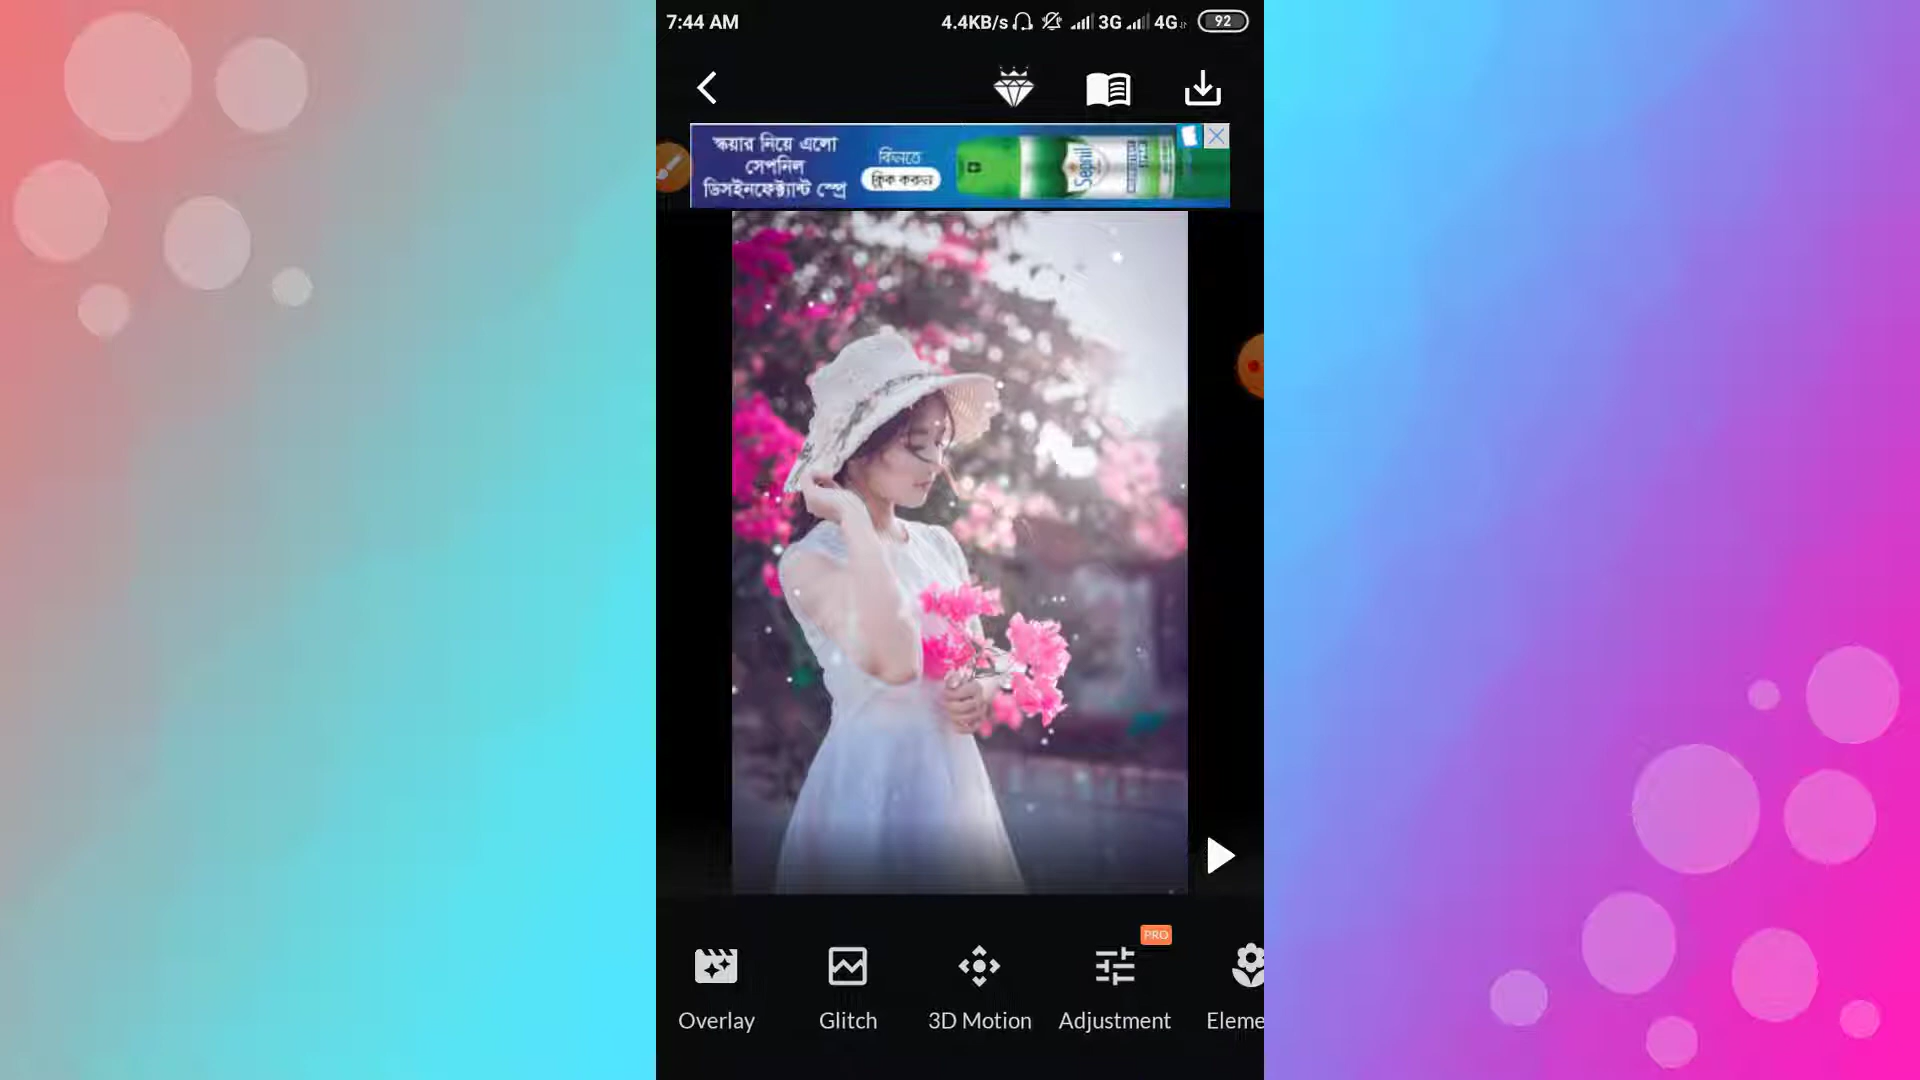 7:44 AM 4.4KB/s 3G 4G 92
স্কয়ার নিয়ে এলো
সেপনিল
ডিসইনফেক্ট্যান্ট স্প্রে
কিনতে
ক্লিক করুন
Sepnil
PRO
Overlay Glitch 3D Motion Adjustment Eleme